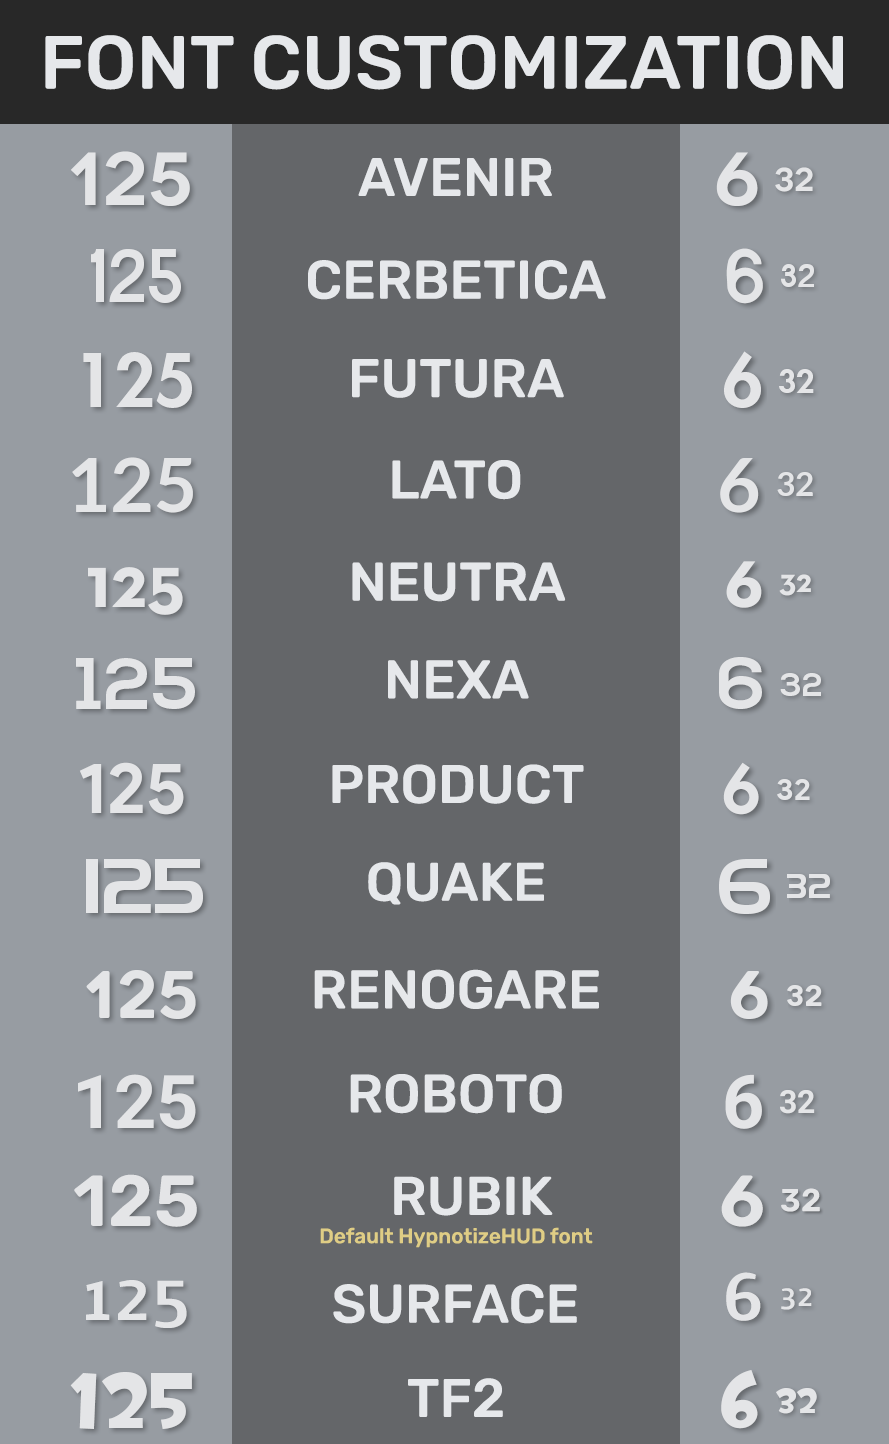 FONT CUSTOMIZATION
125 AVENIR 6 32
125 CERBETICA 6 32
125 FUTURA 6 32
125 LATO 6 32
125 NEUTRA 6 32
125 NEXA 6 32
125 PRODUCT 6 32
125 QUAKE 6 32
125 RENOGARE 6 32
125 ROBOTO 6 32
125 RUBIK 6 32
Default HypnotizeHUD font
125 SURFACE 6 32
125 TF2 6 32